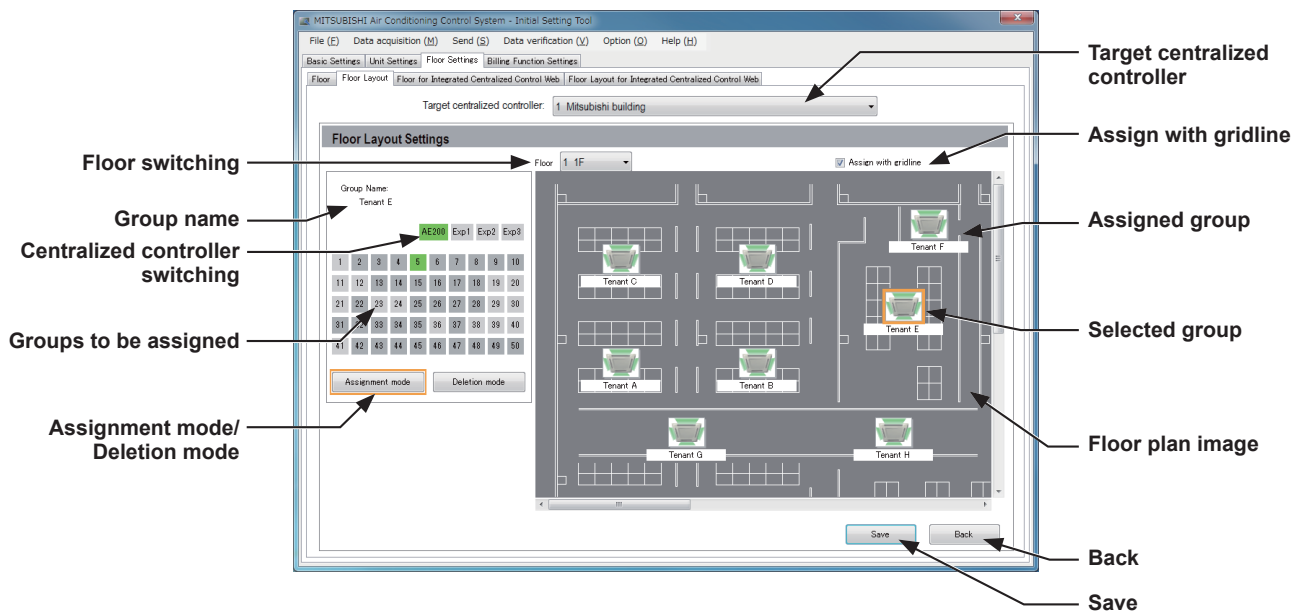 MITSUBISHI Air Conditioning Control System - Initial Setting Tool
File (F) Data acquisition (M) Send (S) Data verification (V) Option (O) Help (H)
Basic Settings Unit Settings Floor Settings Billing Function Settings
Floor Floor Layout Floor for Integrated Centralized Control Web Floor Layout for Integrated Centralized Control Web
Target centralized controller: 1 Mitsubishi building
Target centralized
controller
Floor Layout Settings
Assign with gridline
Floor switching
Floor 1 1F
Assign with gridline
Group Name:
Tenant E
Group name
AE200 Exp1 Exp2 Exp3
Centralized controller
switching
1 2 3 4 5 6 7 8 9 10
11 12 13 14 15 16 17 18 19 20
21 22 23 24 25 26 27 28 29 30
31 32 33 34 35 36 37 38 39 40
41 42 43 44 45 46 47 48 49 50
Groups to be assigned
Assignment mode Deletion mode
Assignment mode/
Deletion mode
Tenant F
Tenant C Tenant D
Tenant E
Tenant A Tenant B
Tenant G Tenant H
Assigned group
Selected group
Floor plan image
Save Back
Back
Save